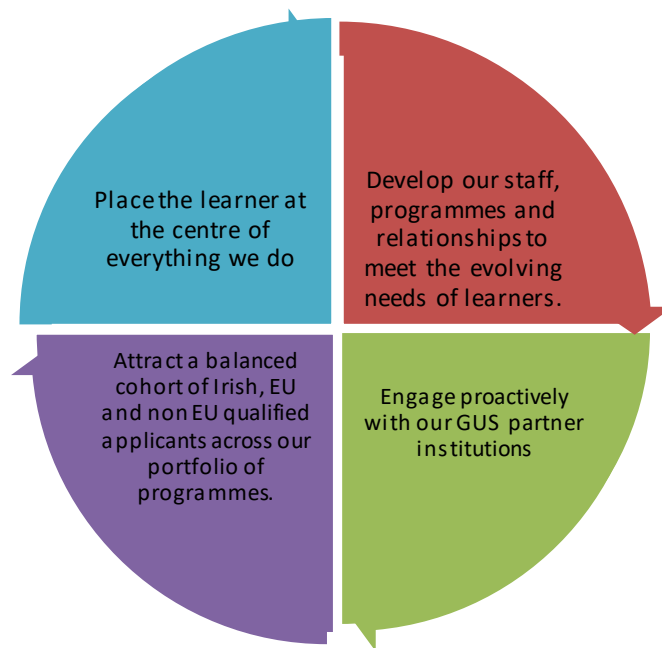 Place the learner at
the centre of
everything we do
Develop our staff,
programmes and
relationships to
meet the evolving
needs of learners.
Attract a balanced
cohort of Irish, EU
and non EU qualified
applicants across our
portfolio of
programmes.
Engage proactively
with our GUS partner
institutions